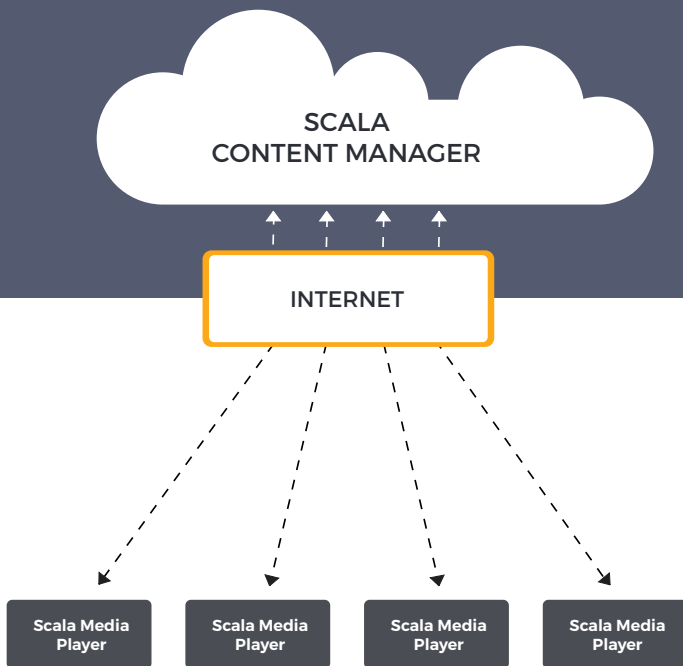 SCALA
CONTENT MANAGER
INTERNET
Scala Media
Player
Scala Media
Player
Scala Media
Player
Scala Media
Player